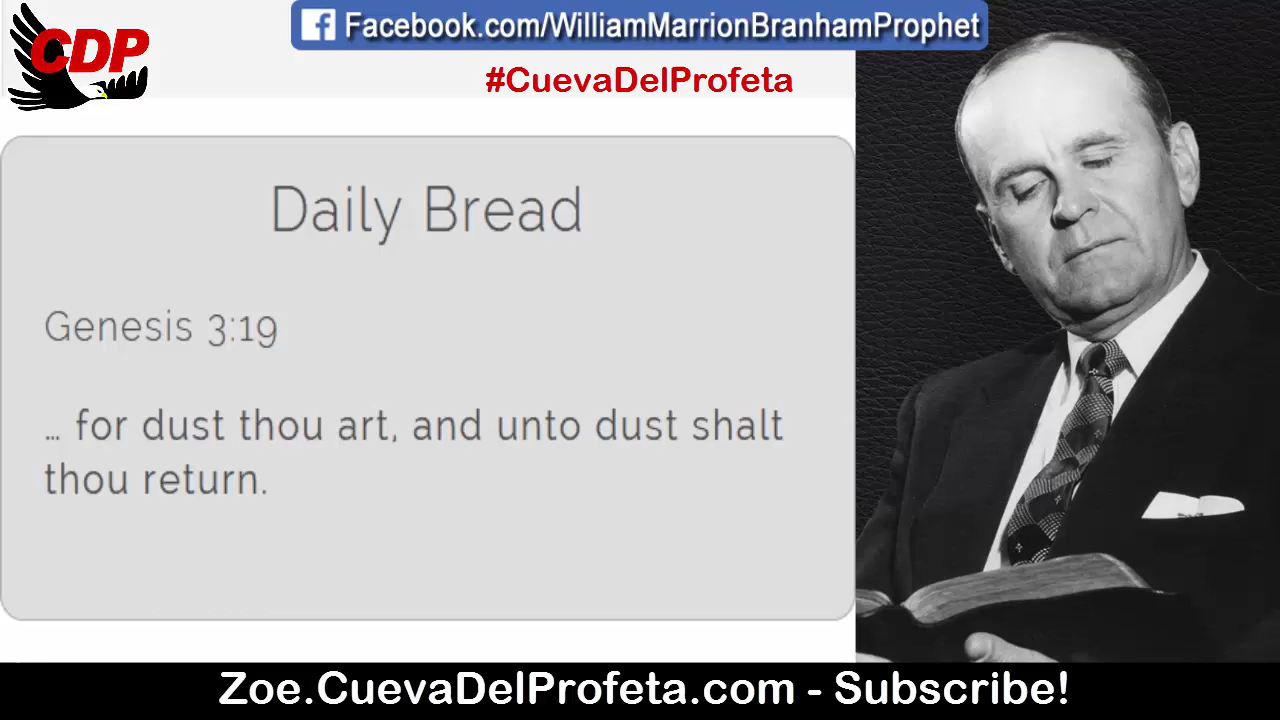 CDP
Facebook.com/WilliamMarrionBranhamProphet
#CuevaDelProfeta
Daily Bread
Genesis 3:19
… for dust thou art, and unto dust shalt
thou return.
Zoe.CuevaDelProfeta.com - Subscribe!